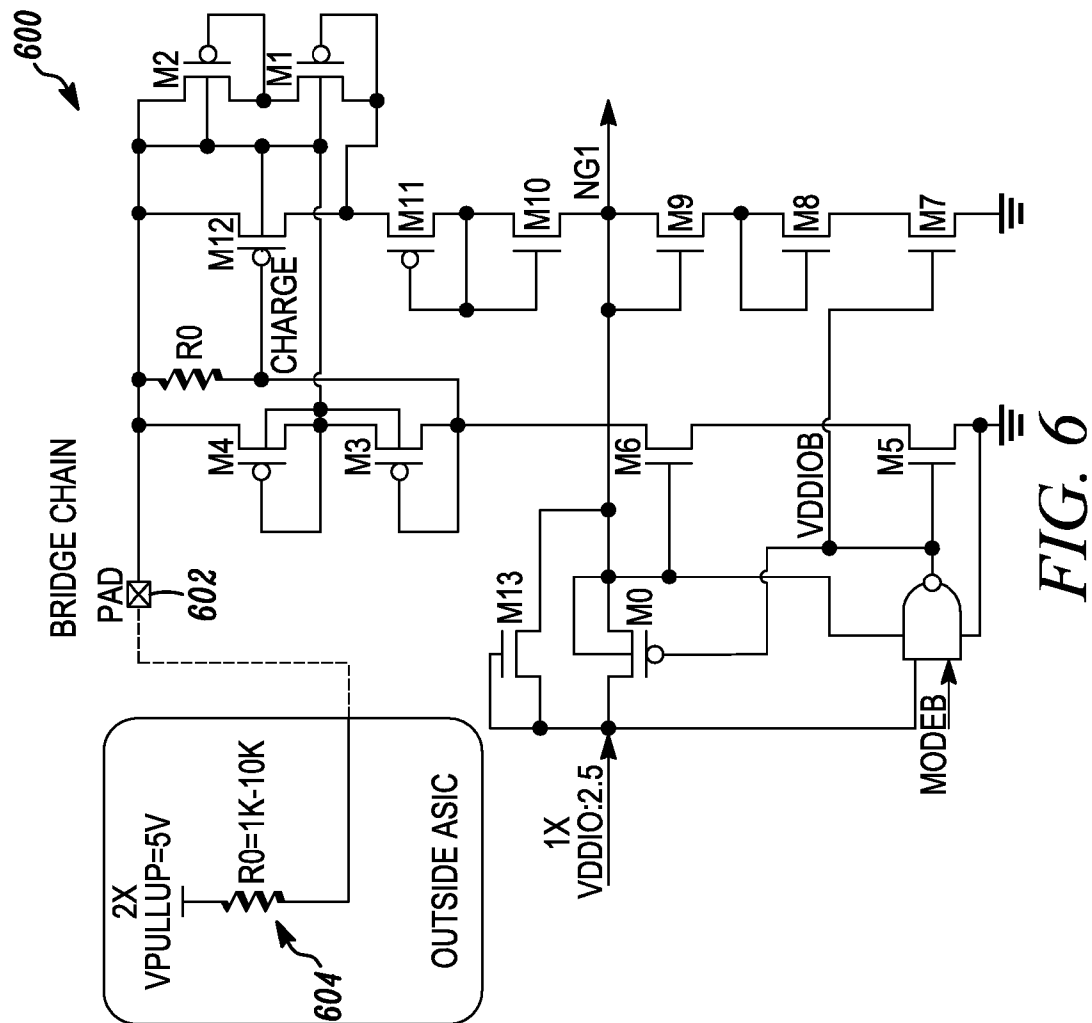 600
BRIDGE CHAIN
PAD
602
2X
VPULLUP=5V
R0=1K-10K
604
OUTSIDE ASIC
M2
M1
M12
R0
CHARGE
M4
M3
M11
M10
NG1
M9
M8
M7
M6
M5
M13
M0
1X
VDDIO:2.5
VDDIOB
MODEB
FIG. 6